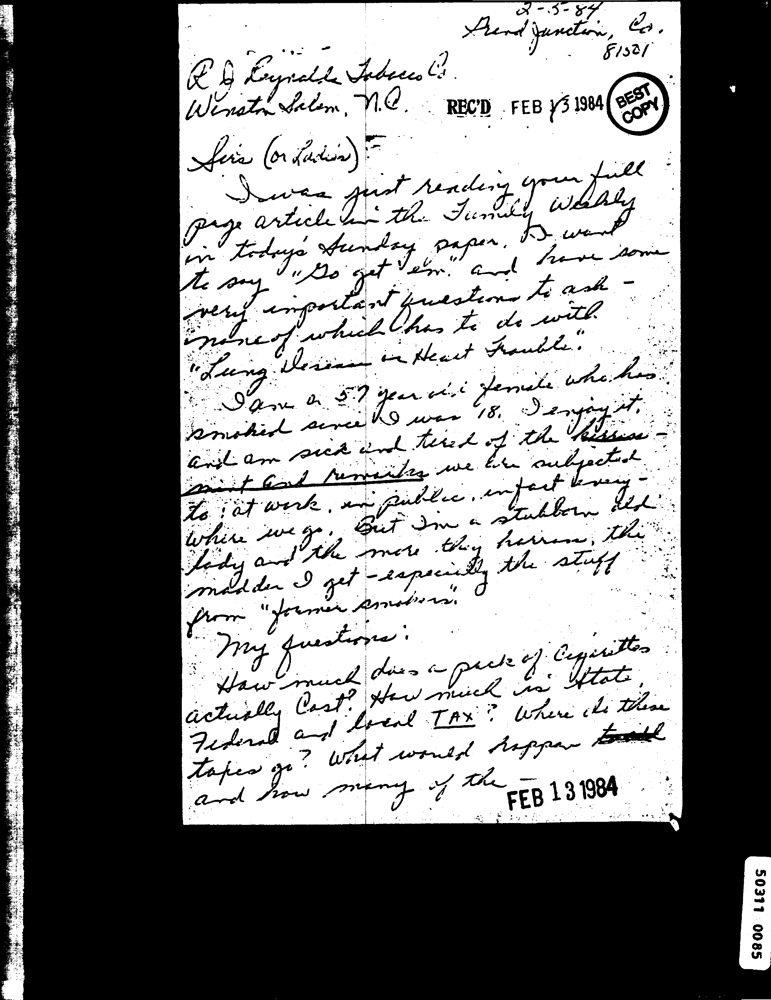 2-5-84
Grand Junction, Co.
81501
R J Reynolds Tobacco Co.
Winston Salem, N.C.
REC'D FEB 13 1984
BEST COPY
Sirs (or Ladies):
I was just reading your full
page article in the Family Weekly
in today's Sunday paper. I want
to say "Go get 'em." and have some
very important questions to ask -
none of which has to do with
"Lung Disease or Heart Trouble".
I am a 57 year old female who has
smoked since I was 18. I enjoy it,
and am sick and tired of the
and remarks we are subjected
to; at work, in public, infact every-
where we go. But I'm a stubborn old
lady and the more they harrass, the
madder I get - especially the stuff
from "former smokers".
My questions:
How much does a pack of Cigarettes
actually Cost? How much is State,
Federal and local TAX? Where do these
taxes go? What would happen
and how many of the -
FEB 13 1984
50311 0085